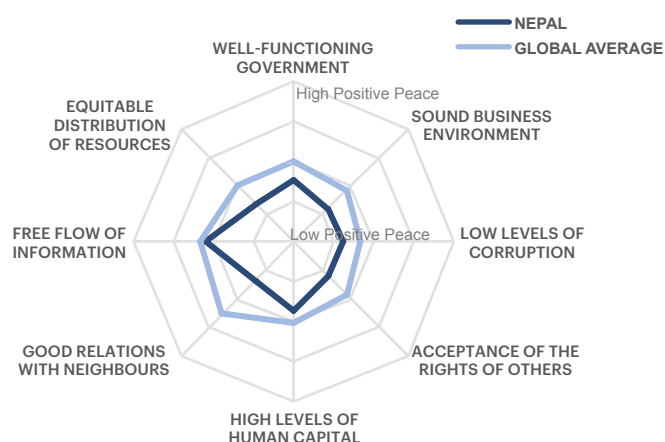 NEPAL
GLOBAL AVERAGE
WELL-FUNCTIONING
GOVERNMENT
High Positive Peace
SOUND BUSINESS
ENVIRONMENT
EQUITABLE
DISTRIBUTION
OF RESOURCES
FREE FLOW OF
INFORMATION
Low Positive Peace
LOW LEVELS OF
CORRUPTION
GOOD RELATIONS
WITH NEIGHBOURS
ACCEPTANCE OF THE
RIGHTS OF OTHERS
HIGH LEVELS OF
HUMAN CAPITAL